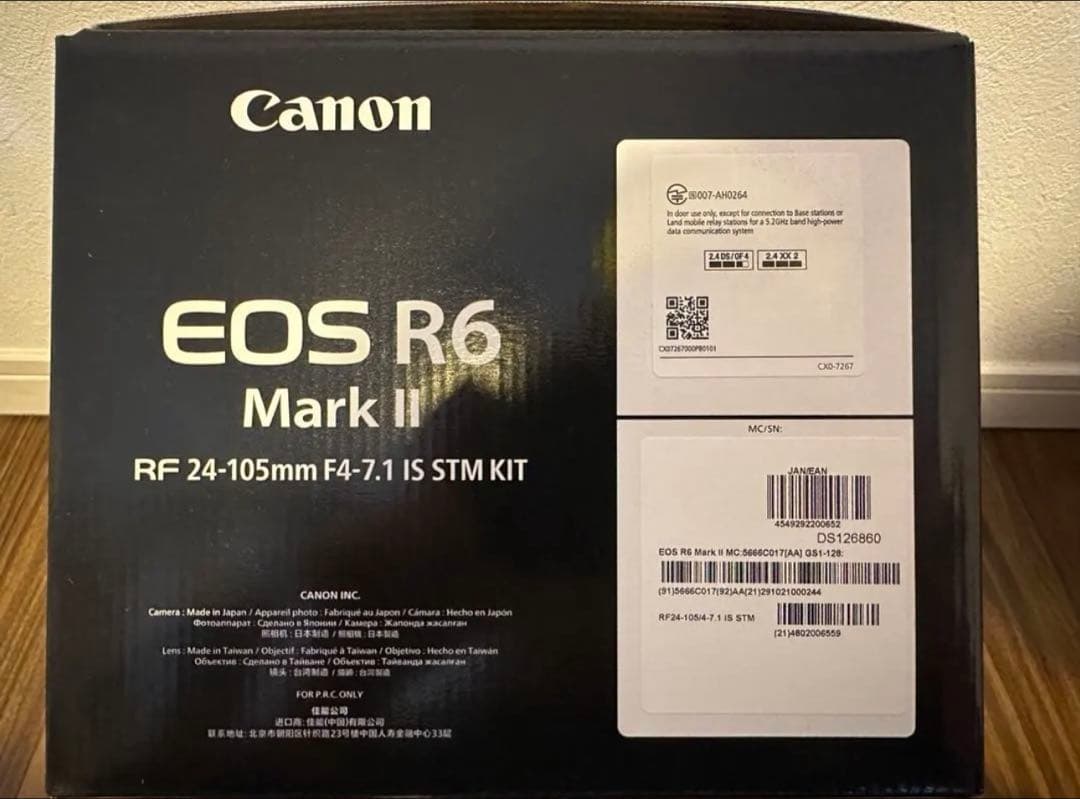 Canon
EOS R6
Mark II
RF 24-105mm F4-7.1 IS STM KIT
CANON INC.
Camera : Made in Japan / Appareil photo : Fabriqué au Japon / Cámara : Hecho en Japón
Фотоаппарат : Сделано в Японии / Камера : Жапонда жасалған
照相机 : 日本制造 / 照相機 : 日本製造
Lens : Made in Taiwan / Objectif : Fabriqué à Taiwan / Objetivo : Hecho en Taiwán
Объектив : Сделано в Тайване / Объектив : Тайванда жасалған
镜头 : 台湾制造 / 鏡頭 : 台灣製造
FOR P.R.C. ONLY
佳能公司
进口商: 佳能(中国)有限公司
联系地址: 北京市朝阳区针织路23号楼中国人寿金融中心33层
007-AH0264
In door use only, except for connection to Base stations or
Land mobile relay stations for a 5.2GHz band high-power
data communication system
2.4 DS/OF4 2.4 XX 2
CX07267000PB0101
CX0-7267
MC/SN:
JAN/EAN
4549292200652
DS126860
EOS R6 Mark II MC:5666C017[AA] GS1-128:
(91)5666C017(92)AA(21)291021000244
RF24-105/4-7.1 IS STM
(21)4802006559